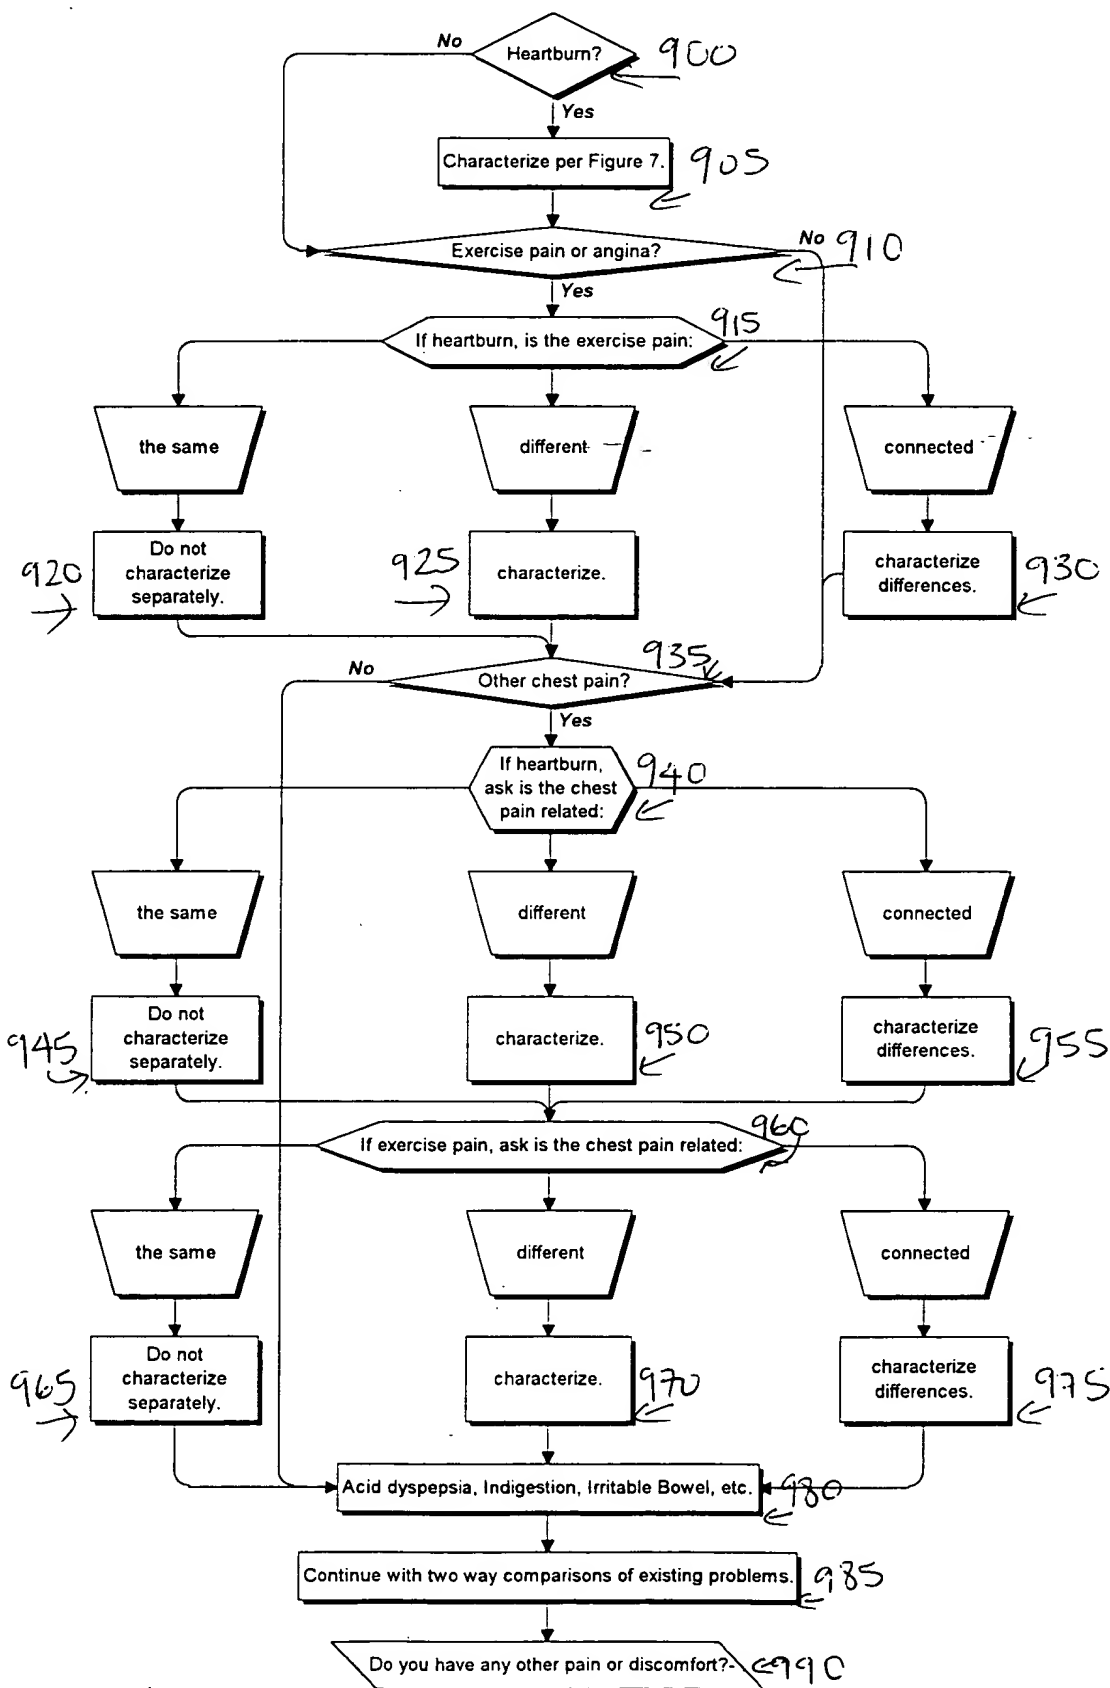 No
Heartburn?
900
Yes
Characterize per Figure 7.
905
Exercise pain or angina?
No
910
Yes
If heartburn, is the exercise pain:
915
the same
different
connected
920
Do not
characterize
separately.
925
characterize.
characterize
differences.
930
No
Other chest pain?
935
Yes
If heartburn,
ask is the chest
pain related:
940
the same
different
connected
945
Do not
characterize
separately.
characterize.
950
characterize
differences.
955
If exercise pain, ask is the chest pain related:
960
the same
different
connected
965
Do not
characterize
separately.
characterize.
970
characterize
differences.
975
Acid dyspepsia, Indigestion, Irritable Bowel, etc.
980
Continue with two way comparisons of existing problems.
985
Do you have any other pain or discomfort?
990